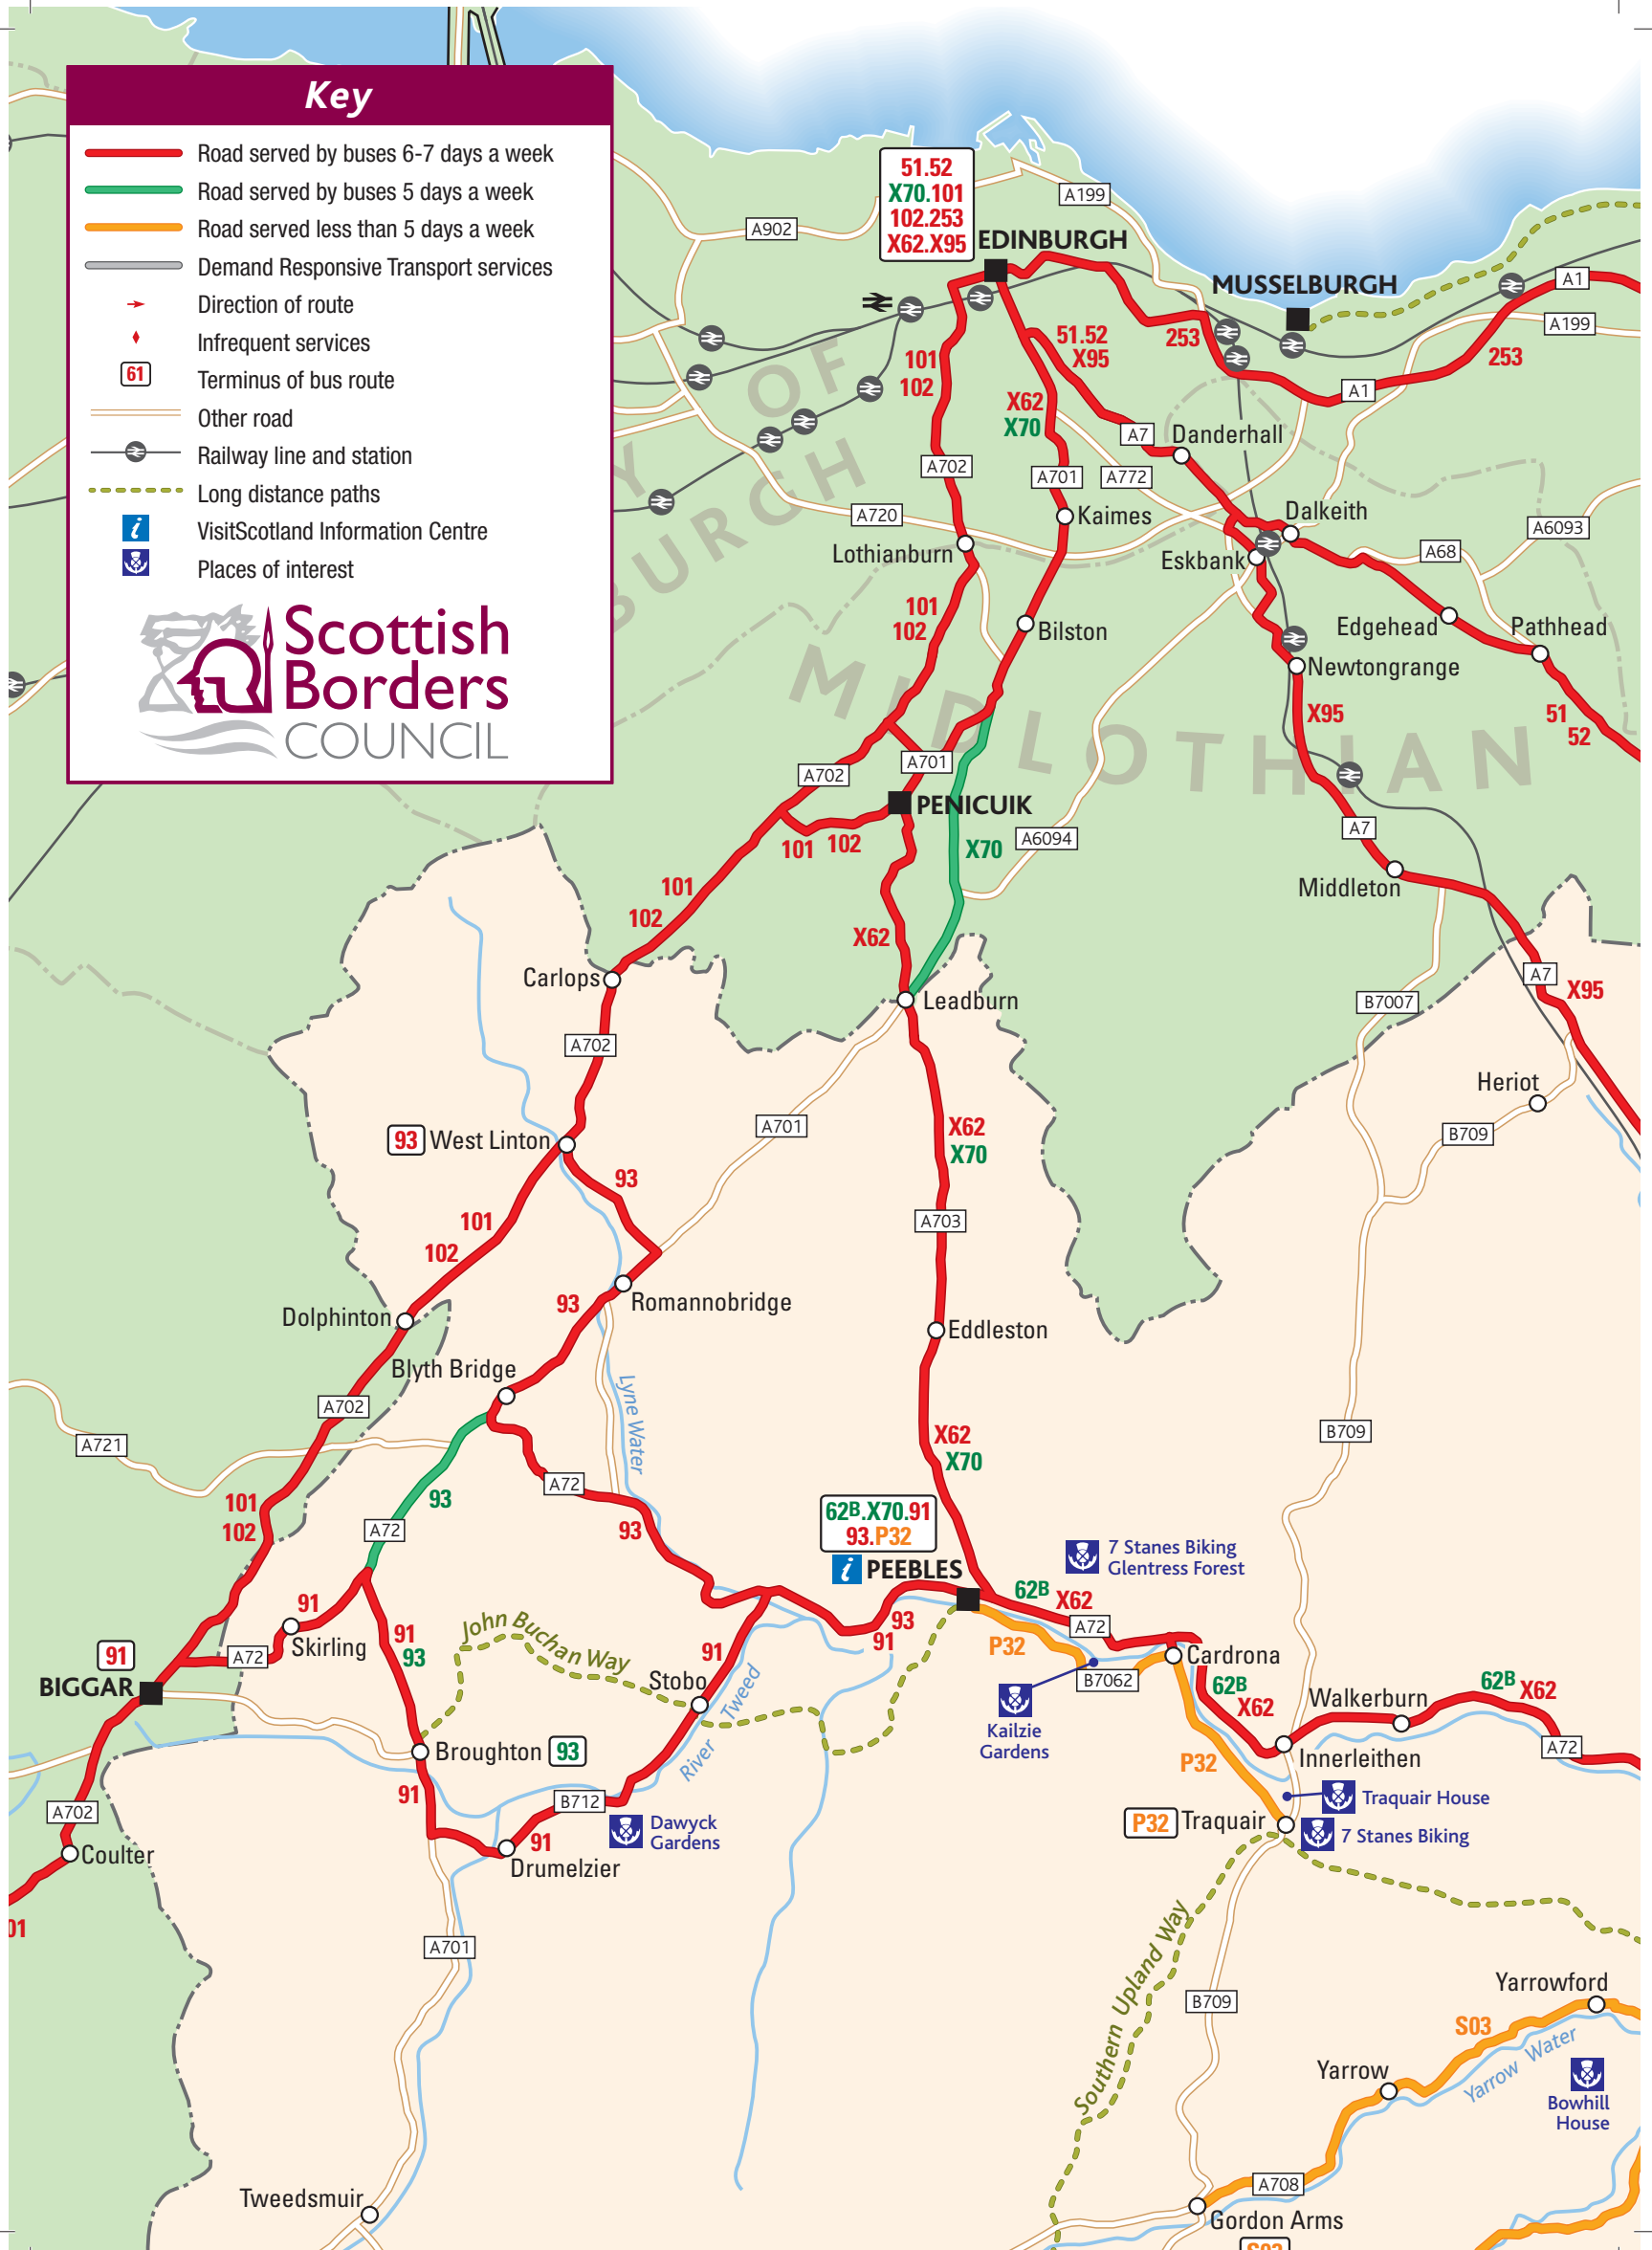 Key
Road served by buses 6-7 days a week
Road served by buses 5 days a week
Road served less than 5 days a week
Demand Responsive Transport services
Direction of route
Infrequent services
61
Terminus of bus route
Other road
Railway line and station
Long distance paths
i
VisitScotland Information Centre
Places of interest
Scottish
Borders
COUNCIL
51.52
X70.101
102.253
X62.X95
EDINBURGH
A199
A902
MUSSELBURGH
A1
A199
253
51.52
X95
253
101
102
X62
X70
A1
A7
Danderhall
A702
A701
A772
OF
BURGH
A720
Kaimes
Dalkeith
A6093
Lothianburn
Eskbank
A68
101
102
Bilston
Edgehead
Pathhead
Newtongrange
MIDLOTHIAN
X95
51
52
A702
A701
PENICUIK
A7
101
102
X70
A6094
101
102
Middleton
X62
Carlops
Leadburn
A7
X95
B7007
A702
Heriot
A701
X62
X70
B709
93
West Linton
93
101
102
A703
Romannobridge
93
Dolphinton
Eddleston
Blyth Bridge
Lyne Water
A702
A721
B709
X62
X70
A72
93
101
102
A72
93
62B.X70.91
93.P32
i
PEEBLES
7 Stanes Biking
Glentress Forest
62B
X62
A72
91
Skirling
91
93
John Buchan Way
93
91
P32
91
A72
91
BIGGAR
Stobo
River Tweed
B7062
Cardrona
Kailzie
Gardens
62B
X62
Walkerburn
62B
X62
A72
Innerleithen
Broughton
93
P32
91
B712
Dawyck
Gardens
Traquair House
P32
Traquair
7 Stanes Biking
A702
Coulter
91
Drumelzier
01
A701
Southern Upland Way
B709
Yarrowford
S03
Yarrow Water
Yarrow
Bowhill
House
A708
Tweedsmuir
Gordon Arms